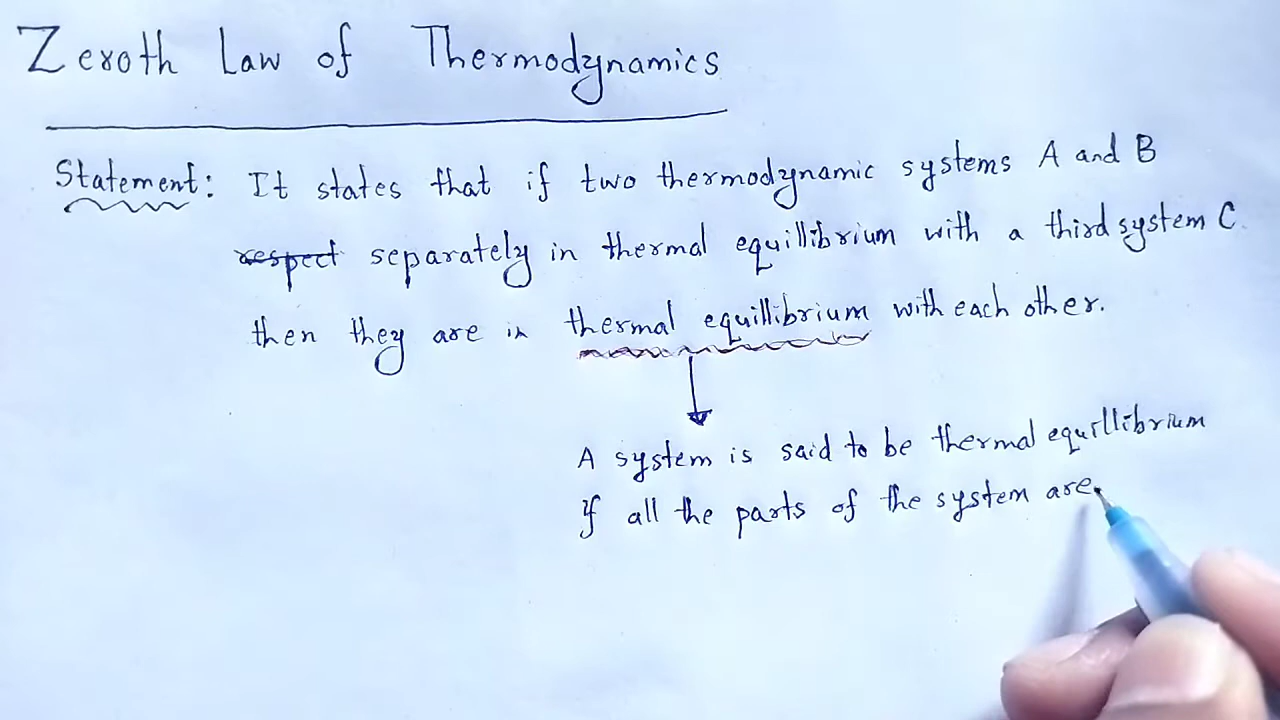 Zeroth Law of Thermodynamics
Statement: It states that if two thermodynamic systems A and B
respect separately in thermal equillibrium with a third system C
then they are in thermal equillibrium with each other.
A system is said to be thermal equillibrium
if all the parts of the system are